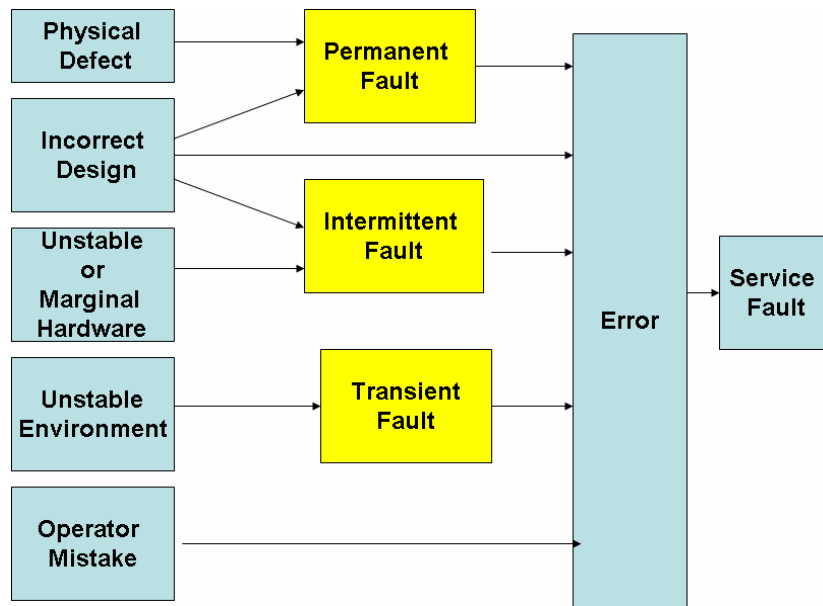 Physical
Defect
Permanent
Fault
Incorrect
Design
Intermittent
Fault
Unstable
or
Marginal
Hardware
Error
Service
Fault
Unstable
Environment
Transient
Fault
Operator
Mistake